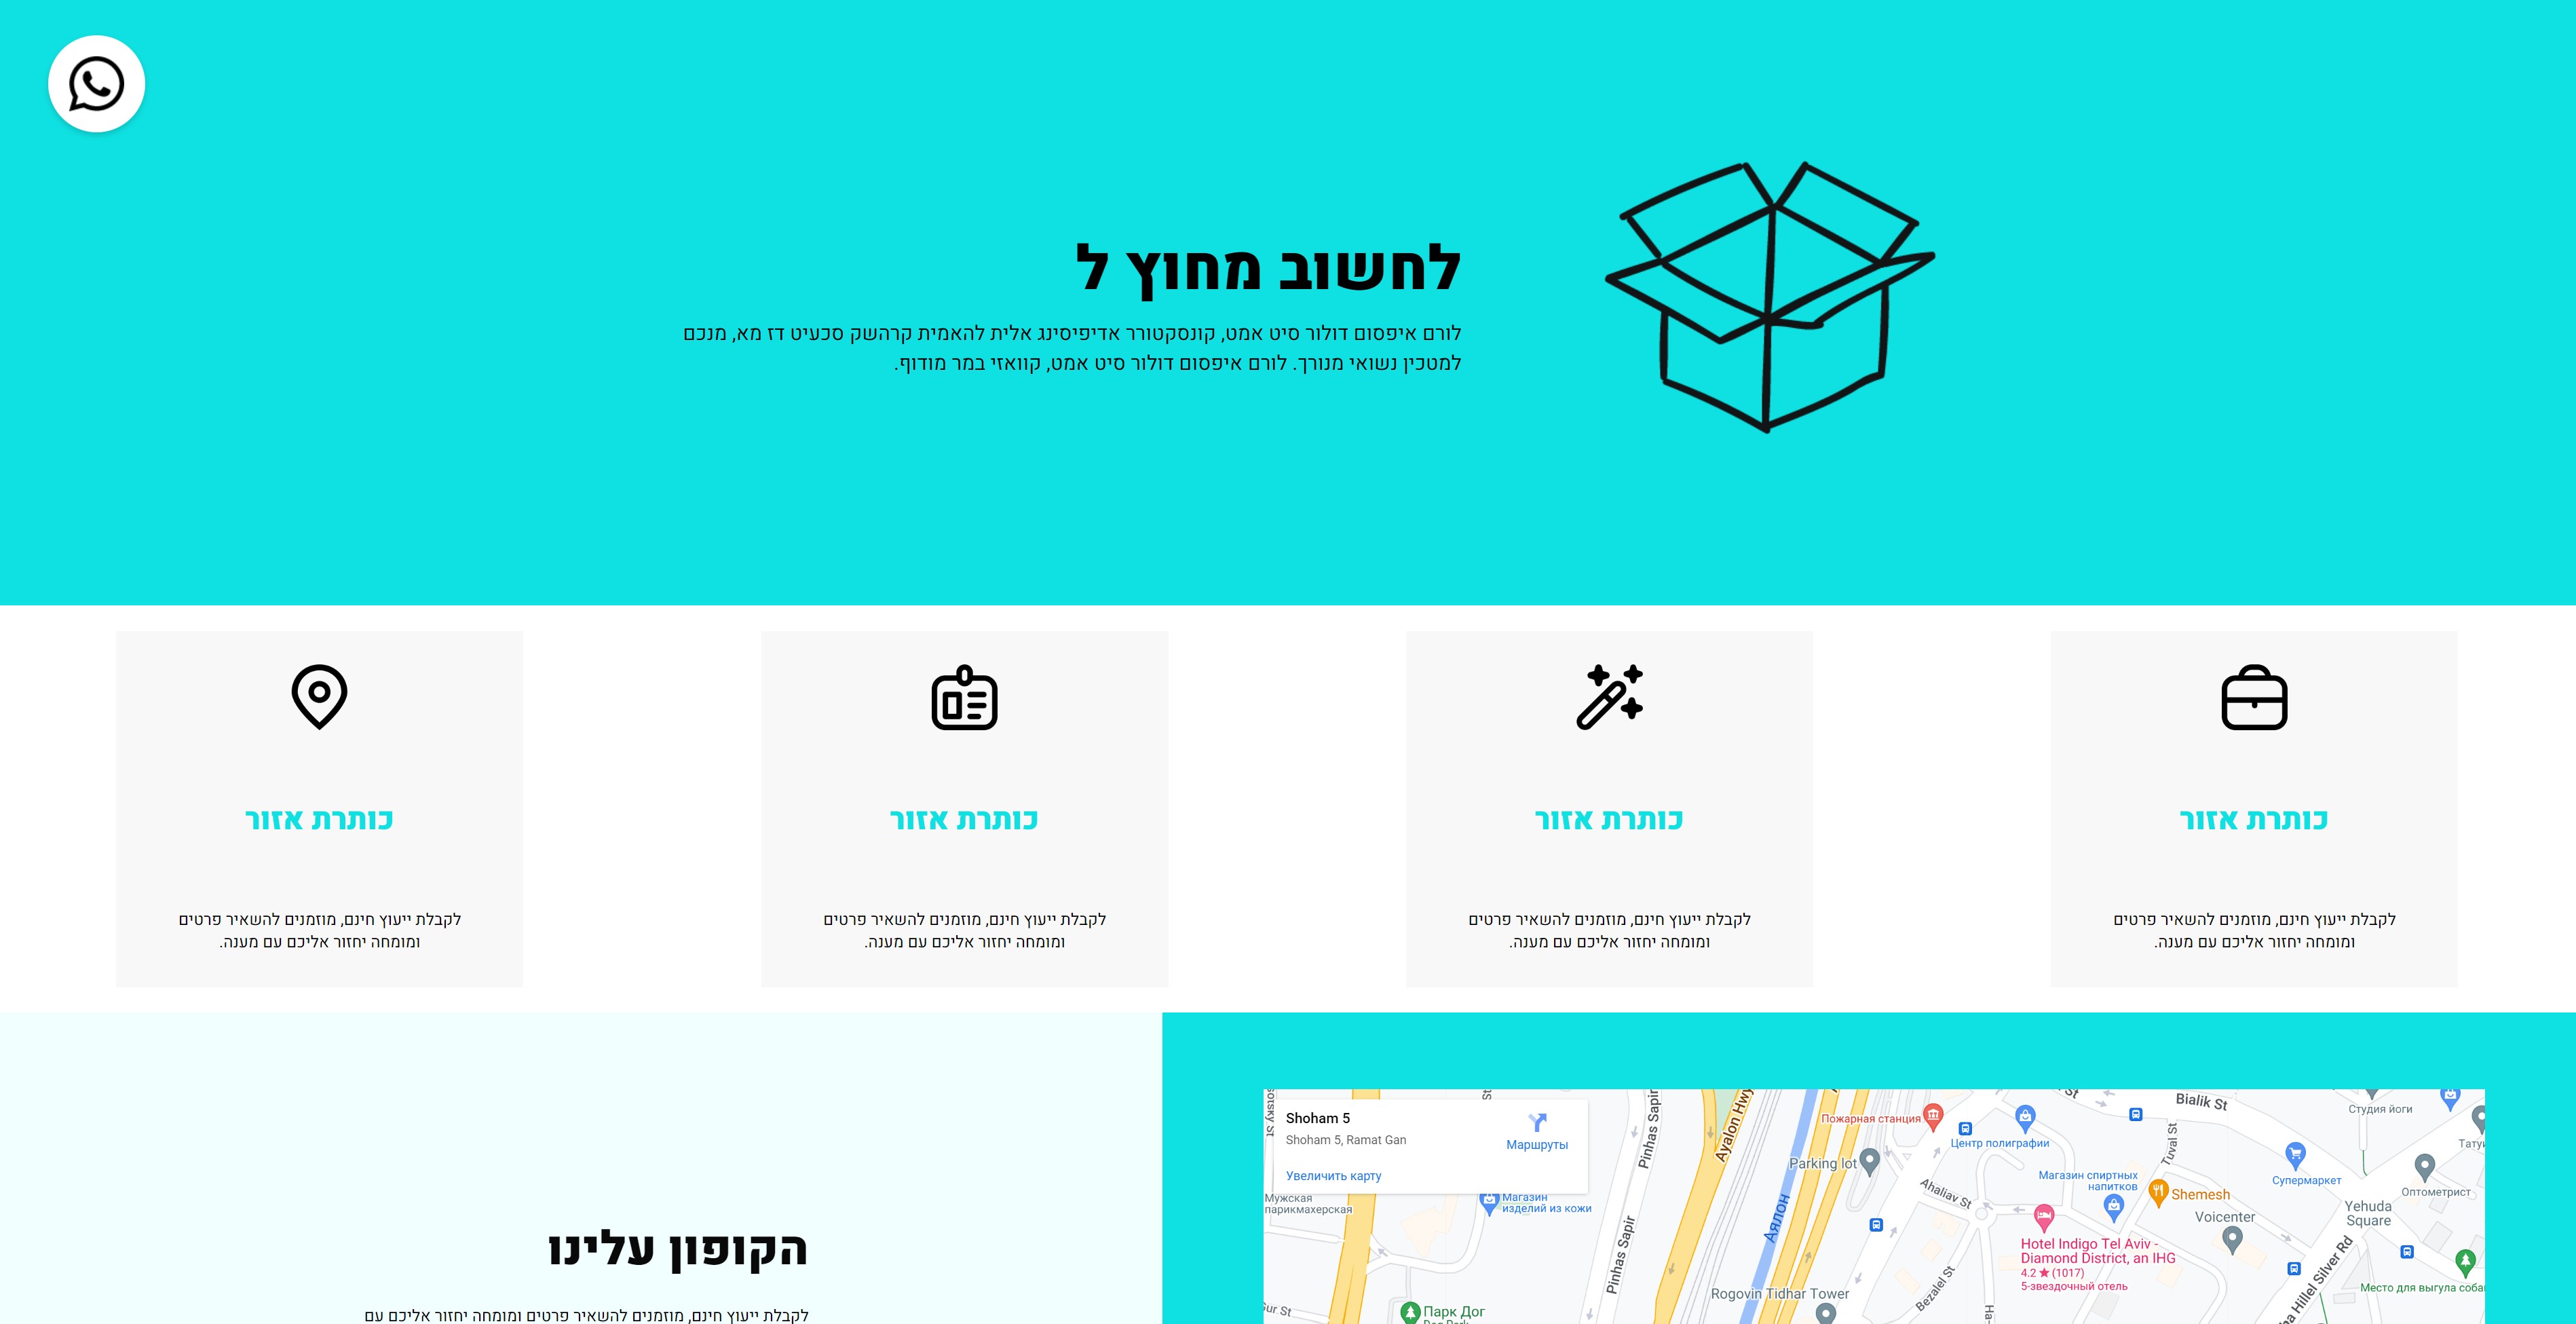 לחשוב מחוץ ל
לורם איפסום דולור סיט אמט, קונסקטורר אדיפיסינג אלית להאמית קרהשק סכעיט דז מא, מנכם
למטכין נשואי מנורך. לורם איפסום דולור סיט אמט, קוואזי במר מודוף.
כותרת אזור
לקבלת ייעוץ חינם, מוזמנים להשאיר פרטים
ומומחה יחזור אליכם עם מענה.
כותרת אזור
לקבלת ייעוץ חינם, מוזמנים להשאיר פרטים
ומומחה יחזור אליכם עם מענה.
כותרת אזור
לקבלת ייעוץ חינם, מוזמנים להשאיר פרטים
ומומחה יחזור אליכם עם מענה.
כותרת אזור
לקבלת ייעוץ חינם, מוזמנים להשאיר פרטים
ומומחה יחזור אליכם עם מענה.
Shoham 5
Shoham 5, Ramat Gan
Маршруты
Увеличить карту
Мужская
парикмахерская
Магазин
изделий из кожи
Парк Дог
Pinhas Sapir
Pinhas Sapir
Ayalon Hwy
Аялон
Пожарная станция
Parking lot
Rogovin Tidhar Tower
Центр полиграфии
Bialik St
Tuval St
Ahaliav St
Bezalel St
Магазин спиртных
напитков
Shemesh
Voicenter
Hotel Indigo Tel Aviv -
Diamond District, an IHG
4.2 ★ (1017)
5-звездочный отель
Студия йоги
Супермаркет
Оптометрист
Yehuda
Square
Hillel Silver Rd
Место для выгула
הקופון עלינו
לקבלת ייעוץ חינם, מוזמנים להשאיר פרטים ומומחה יחזור אליכם עם